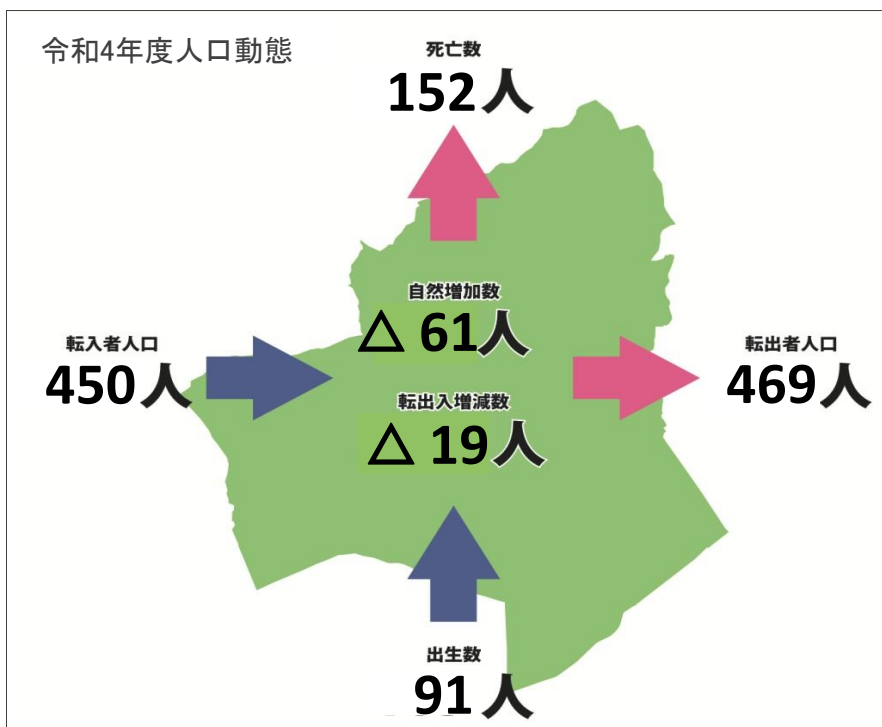 令和4年度人口動態
死亡数
152人
自然増加数
△ 61人
転入者人口
450人
転出者人口
469人
転出入増減数
△ 19人
出生数
91人